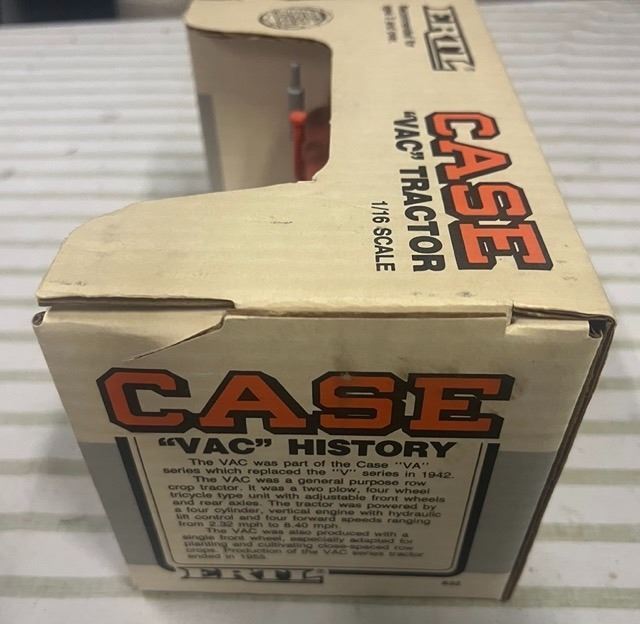 ERTL
Recommended for
CASE
"VAC" TRACTOR
1/16 SCALE
CASE
"VAC" HISTORY
The VAC was part of the Case "VA"
series which replaced the "V" series in 1942.
The VAC was a general purpose row
crop tractor. It was a two plow, four wheel
tricycle type unit with adjustable front wheels
and rear axles. The tractor was powered by
a four cylinder, vertical engine with hydraulic
lift control and four forward speeds ranging
from 2.32 mph to 8.40 mph.
The VAC was also produced with a
single front wheel, especially adapted for
planting and cultivating close-spaced row
crops. Production of the VAC series tractor
ended in 1955.
ERTL